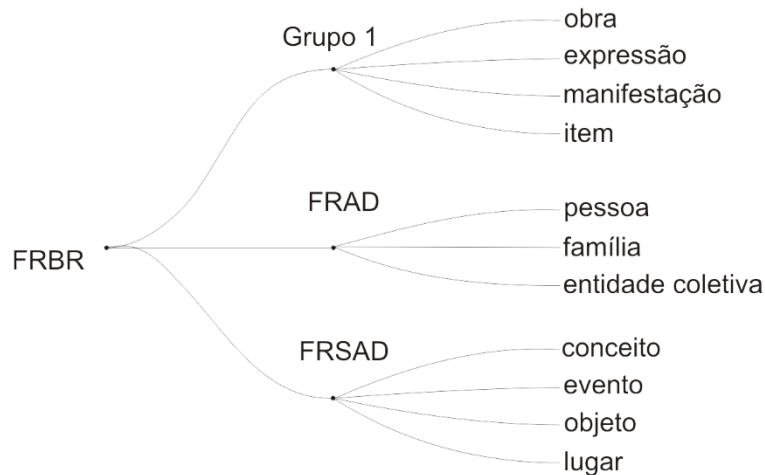 FRBR
Grupo 1
obra
expressão
manifestação
item
FRAD
pessoa
família
entidade coletiva
FRSAD
conceito
evento
objeto
lugar